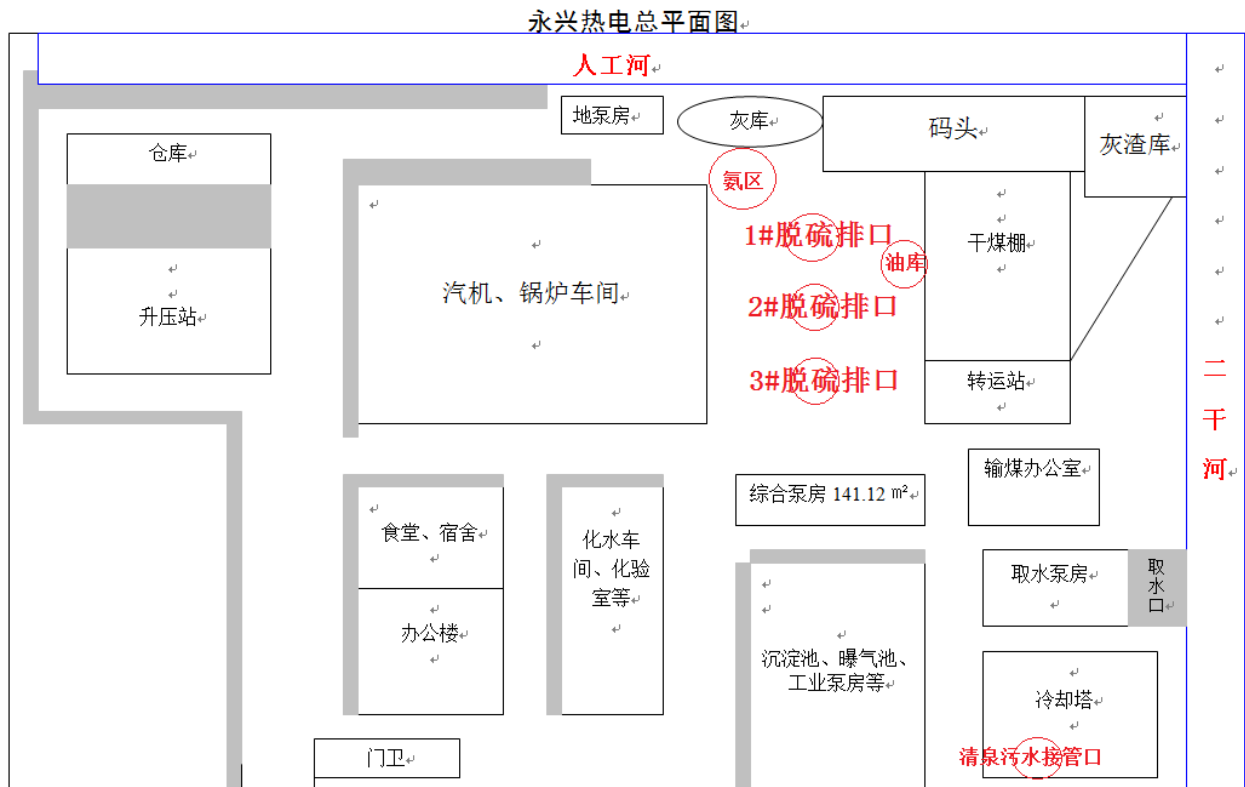 永兴热电总平面图
人工河
地泵房
灰库
码头
灰渣库
仓库
氨区
1#脱硫排口
干煤棚
油库
汽机、锅炉车间
2#脱硫排口
升压站
3#脱硫排口
转运站
二
干
河
输煤办公室
综合泵房 141.12 ㎡
食堂、宿舍
化水车
间、化验
室等
取水泵房
取
水
口
办公楼
沉淀池、曝气池、
工业泵房等
冷却塔
门卫
清泉污水接管口